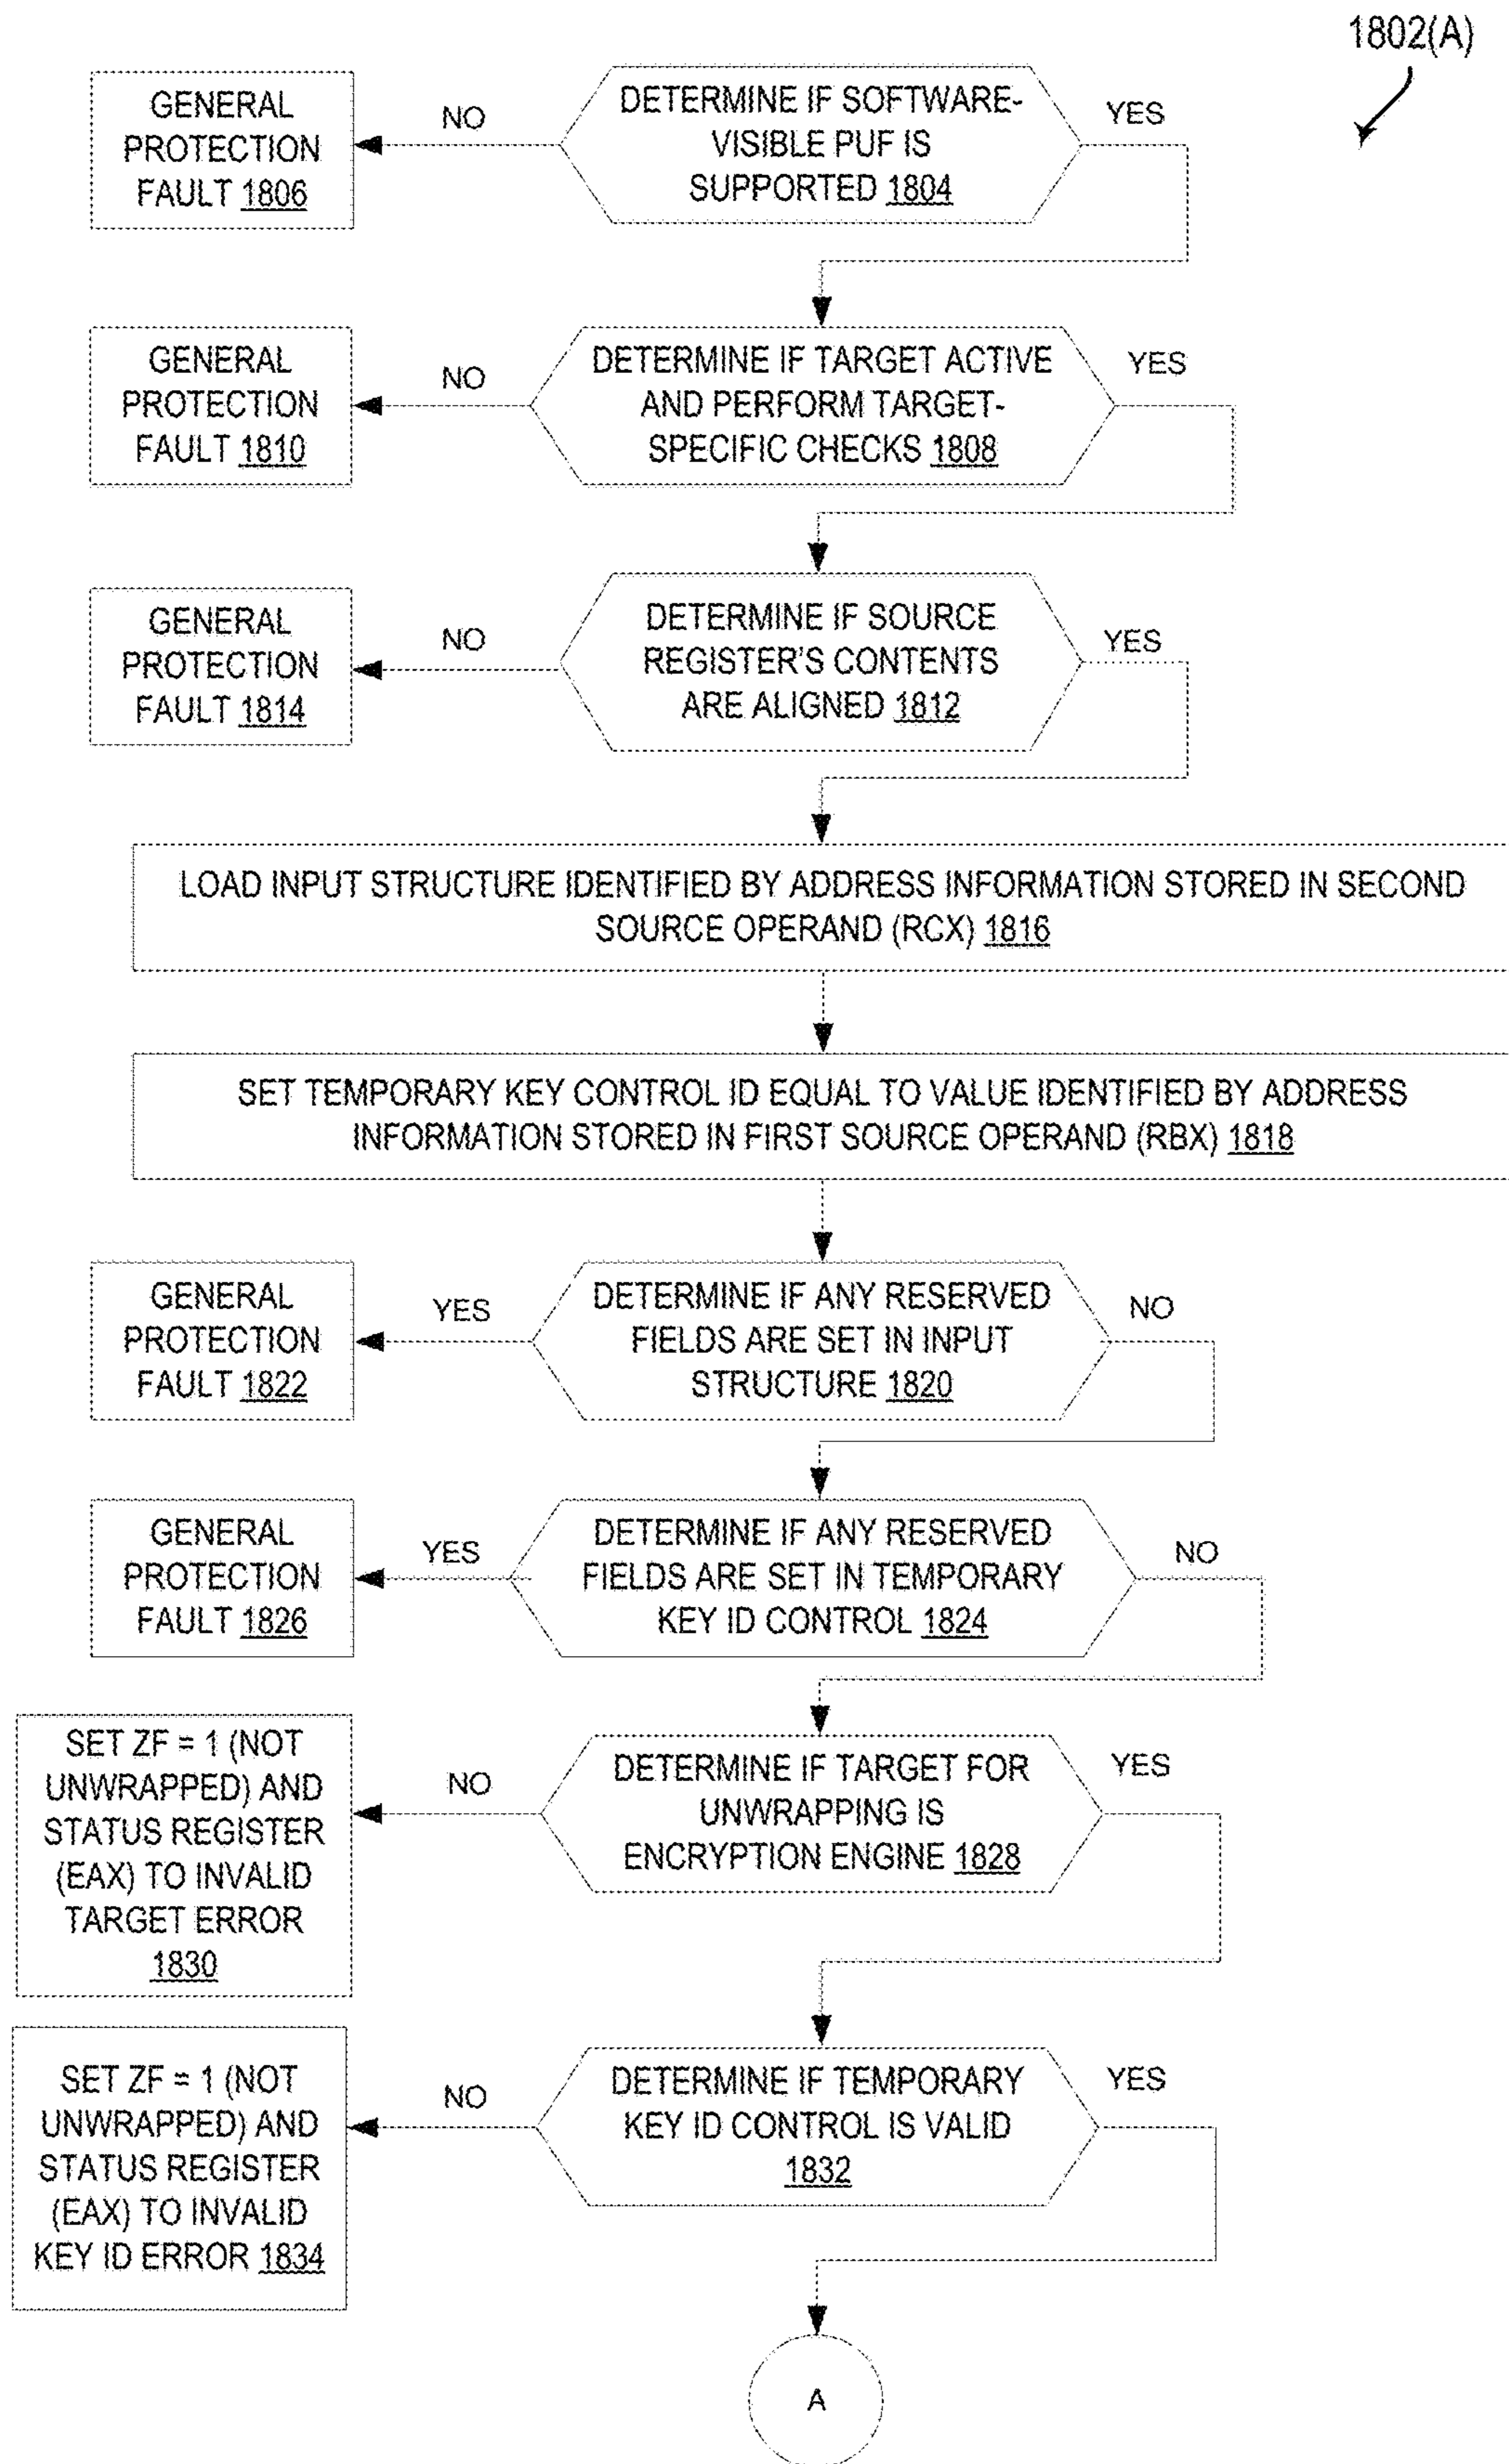 1802(A)
GENERAL
PROTECTION
FAULT 1806
NO
DETERMINE IF SOFTWARE-
VISIBLE PUF IS
SUPPORTED 1804
YES
GENERAL
PROTECTION
FAULT 1810
NO
DETERMINE IF TARGET ACTIVE
AND PERFORM TARGET-
SPECIFIC CHECKS 1808
YES
GENERAL
PROTECTION
FAULT 1814
NO
DETERMINE IF SOURCE
REGISTER'S CONTENTS
ARE ALIGNED 1812
YES
LOAD INPUT STRUCTURE IDENTIFIED BY ADDRESS INFORMATION STORED IN SECOND
SOURCE OPERAND (RCX) 1816
SET TEMPORARY KEY CONTROL ID EQUAL TO VALUE IDENTIFIED BY ADDRESS
INFORMATION STORED IN FIRST SOURCE OPERAND (RBX) 1818
GENERAL
PROTECTION
FAULT 1822
YES
DETERMINE IF ANY RESERVED
FIELDS ARE SET IN INPUT
STRUCTURE 1820
NO
GENERAL
PROTECTION
FAULT 1826
YES
DETERMINE IF ANY RESERVED
FIELDS ARE SET IN TEMPORARY
KEY ID CONTROL 1824
NO
SET ZF = 1 (NOT
UNWRAPPED) AND
STATUS REGISTER
(EAX) TO INVALID
TARGET ERROR
1830
NO
DETERMINE IF TARGET FOR
UNWRAPPING IS
ENCRYPTION ENGINE 1828
YES
SET ZF = 1 (NOT
UNWRAPPED) AND
STATUS REGISTER
(EAX) TO INVALID
KEY ID ERROR 1834
NO
DETERMINE IF TEMPORARY
KEY ID CONTROL IS VALID
1832
YES
A